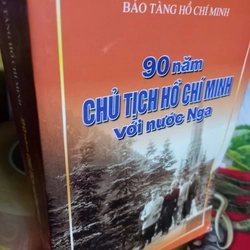 BẢO TÀNG HỒ CHÍ MINH
90 năm
CHỦ TỊCH HỒ CHÍ MINH
với nước Nga